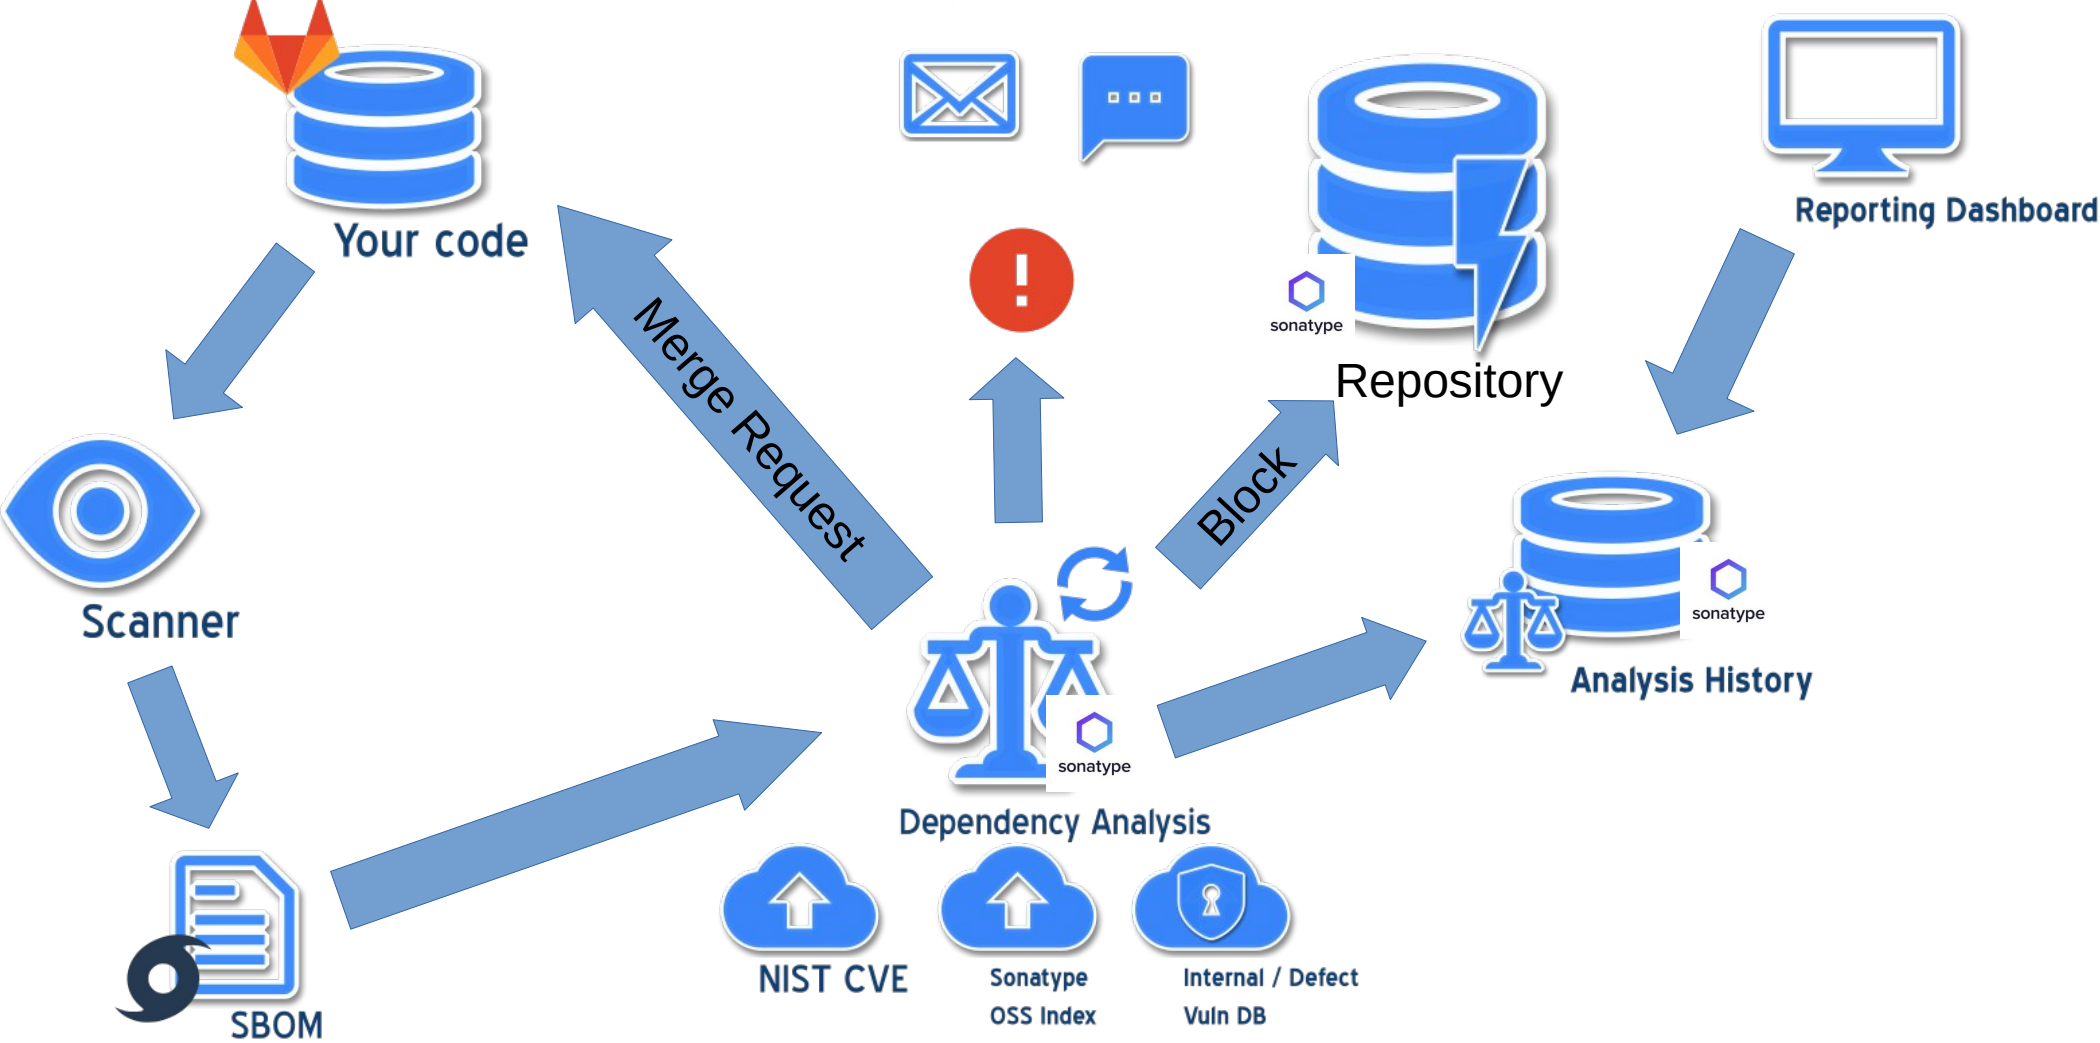 Your code
Reporting Dashboard
sonatype
Repository
Merge Request
Block
Scanner
sonatype
Analysis History
sonatype
Dependency Analysis
NIST CVE
Sonatype
OSS Index
Internal / Defect
Vuln DB
SBOM